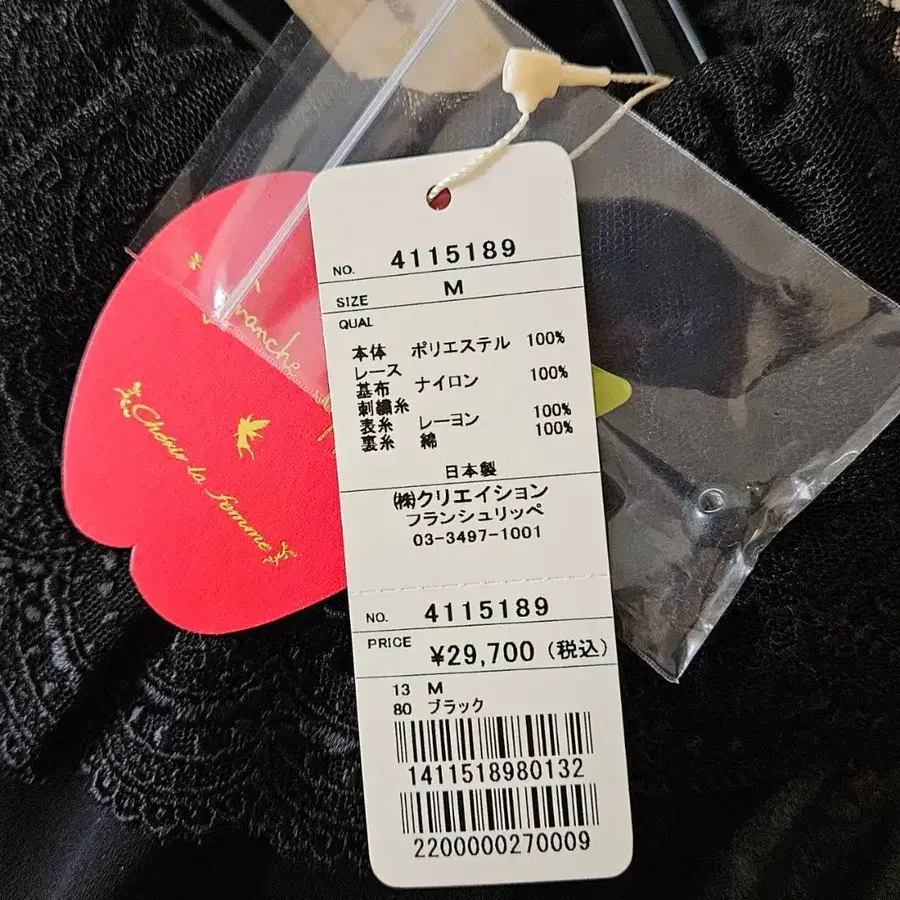 Franche
Chérir la femme
NO. 4115189
SIZE M
QUAL
本体 ポリエステル 100%
レース
基布 ナイロン 100%
刺繍糸
表糸 レーヨン 100%
裏糸 綿 100%
日本製
㈱クリエイション
フランシュリッペ
03-3497-1001
NO. 4115189
PRICE ¥29,700(税込)
13 M
80 ブラック
1411518980132
2200000270009